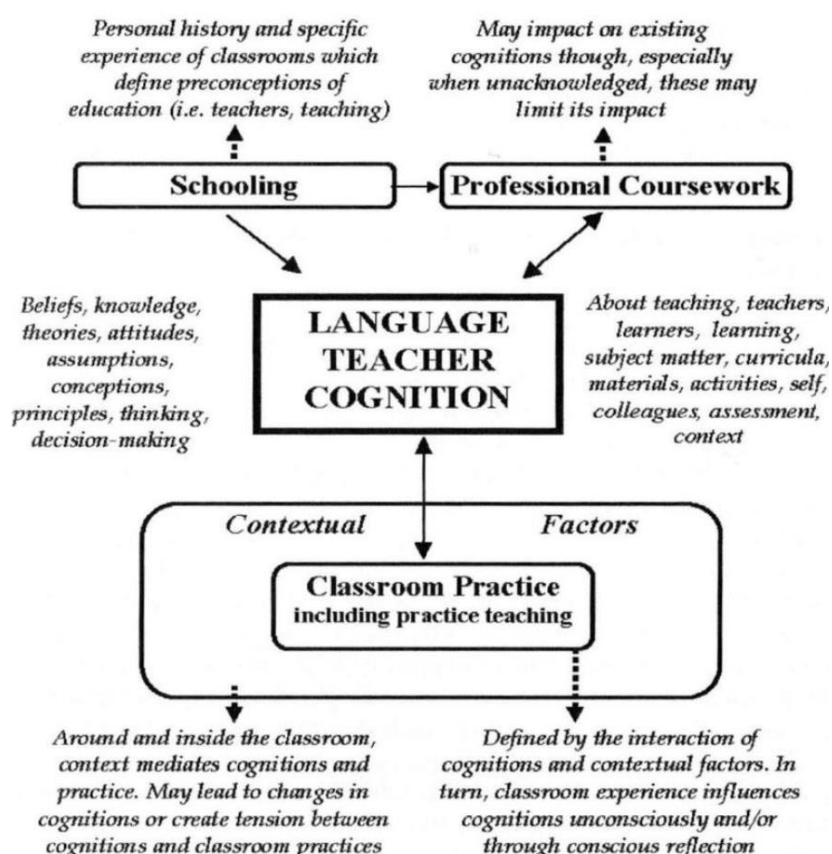 Personal history and specific
experience of classrooms which
define preconceptions of
education (i.e. teachers, teaching)
May impact on existing
cognitions though, especially
when unacknowledged, these may
limit its impact
Schooling
Professional Coursework
Beliefs, knowledge,
theories, attitudes,
assumptions,
conceptions,
principles, thinking,
decision-making
LANGUAGE
TEACHER
COGNITION
About teaching, teachers,
learners, learning,
subject matter, curricula,
materials, activities, self,
colleagues, assessment,
context
Contextual Factors
Classroom Practice
including practice teaching
Around and inside the classroom,
context mediates cognitions and
practice. May lead to changes in
cognitions or create tension between
cognitions and classroom practices
Defined by the interaction of
cognitions and contextual factors. In
turn, classroom experience influences
cognitions unconsciously and/or
through conscious reflection